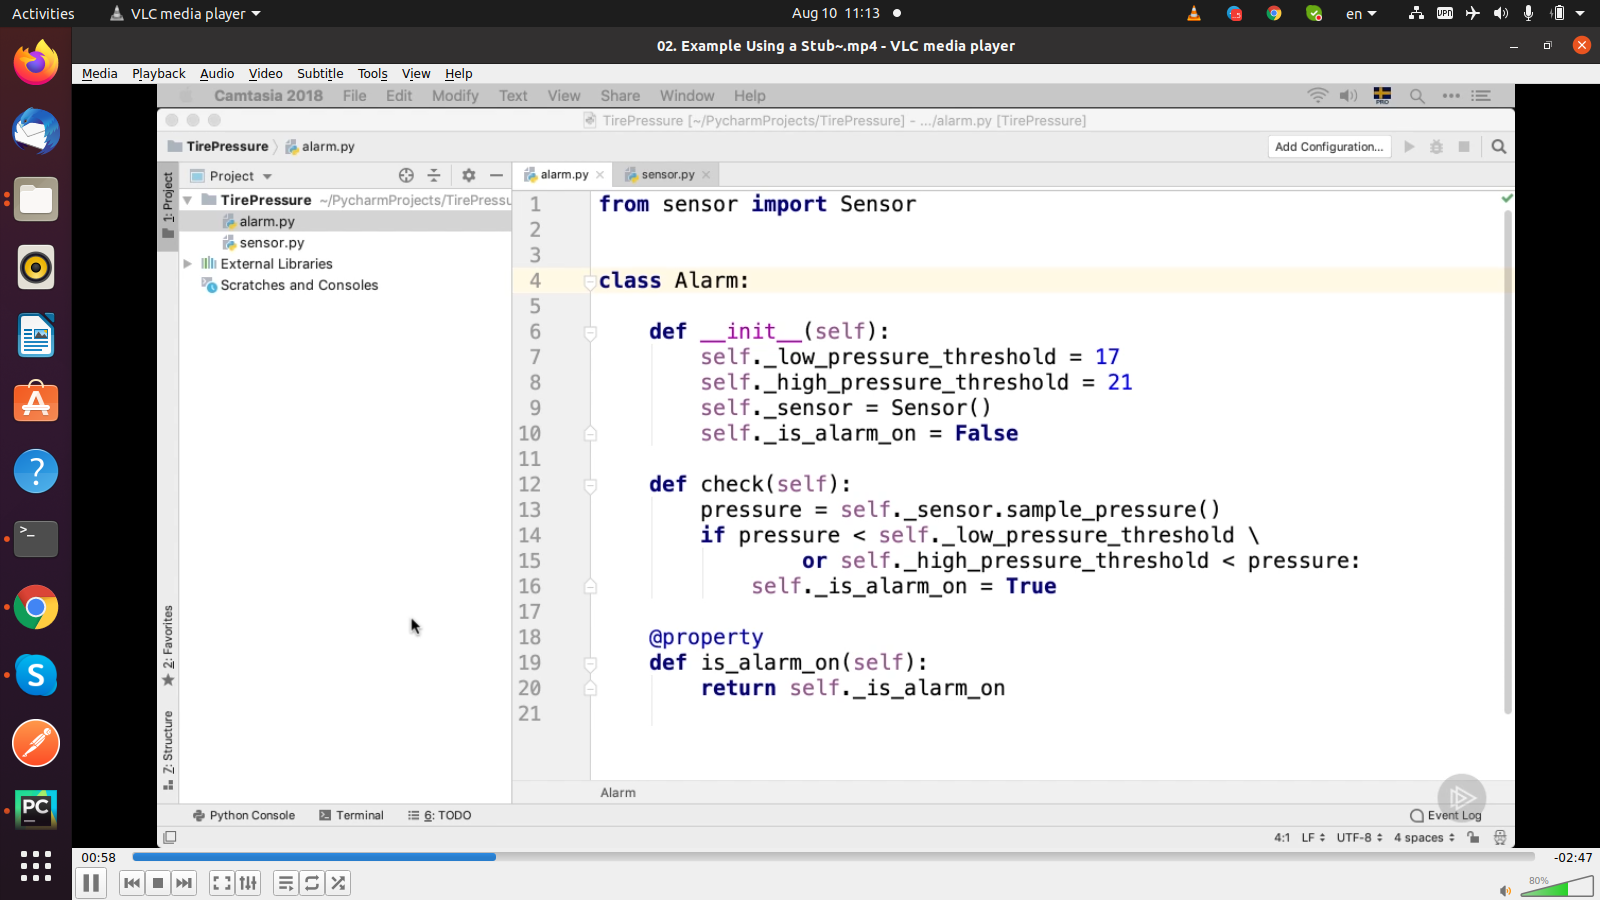 Activities VLC media player Aug 10 11:13 en
02. Example Using a Stub~.mp4 - VLC media player
Media Playback Audio Video Subtitle Tools View Help
Camtasia 2018 File Edit Modify Text View Share Window Help PRO
TirePressure [~/PycharmProjects/TirePressure] - .../alarm.py [TirePressure]
TirePressure alarm.py Add Configuration...
1: Project
Project
alarm.py sensor.py
TirePressure ~/PycharmProjects/TirePressu
alarm.py
sensor.py
External Libraries
Scratches and Consoles
2: Favorites
7: Structure
1 from sensor import Sensor
2
3
4 class Alarm:
5
6 def __init__(self):
7 self._low_pressure_threshold = 17
8 self._high_pressure_threshold = 21
9 self._sensor = Sensor()
10 self._is_alarm_on = False
11
12 def check(self):
13 pressure = self._sensor.sample_pressure()
14 if pressure < self._low_pressure_threshold \
15 or self._high_pressure_threshold < pressure:
16 self._is_alarm_on = True
17
18 @property
19 def is_alarm_on(self):
20 return self._is_alarm_on
21
Alarm
Python Console Terminal 6: TODO Event Log
4:1 LF UTF-8 4 spaces
00:58 -02:47
80%